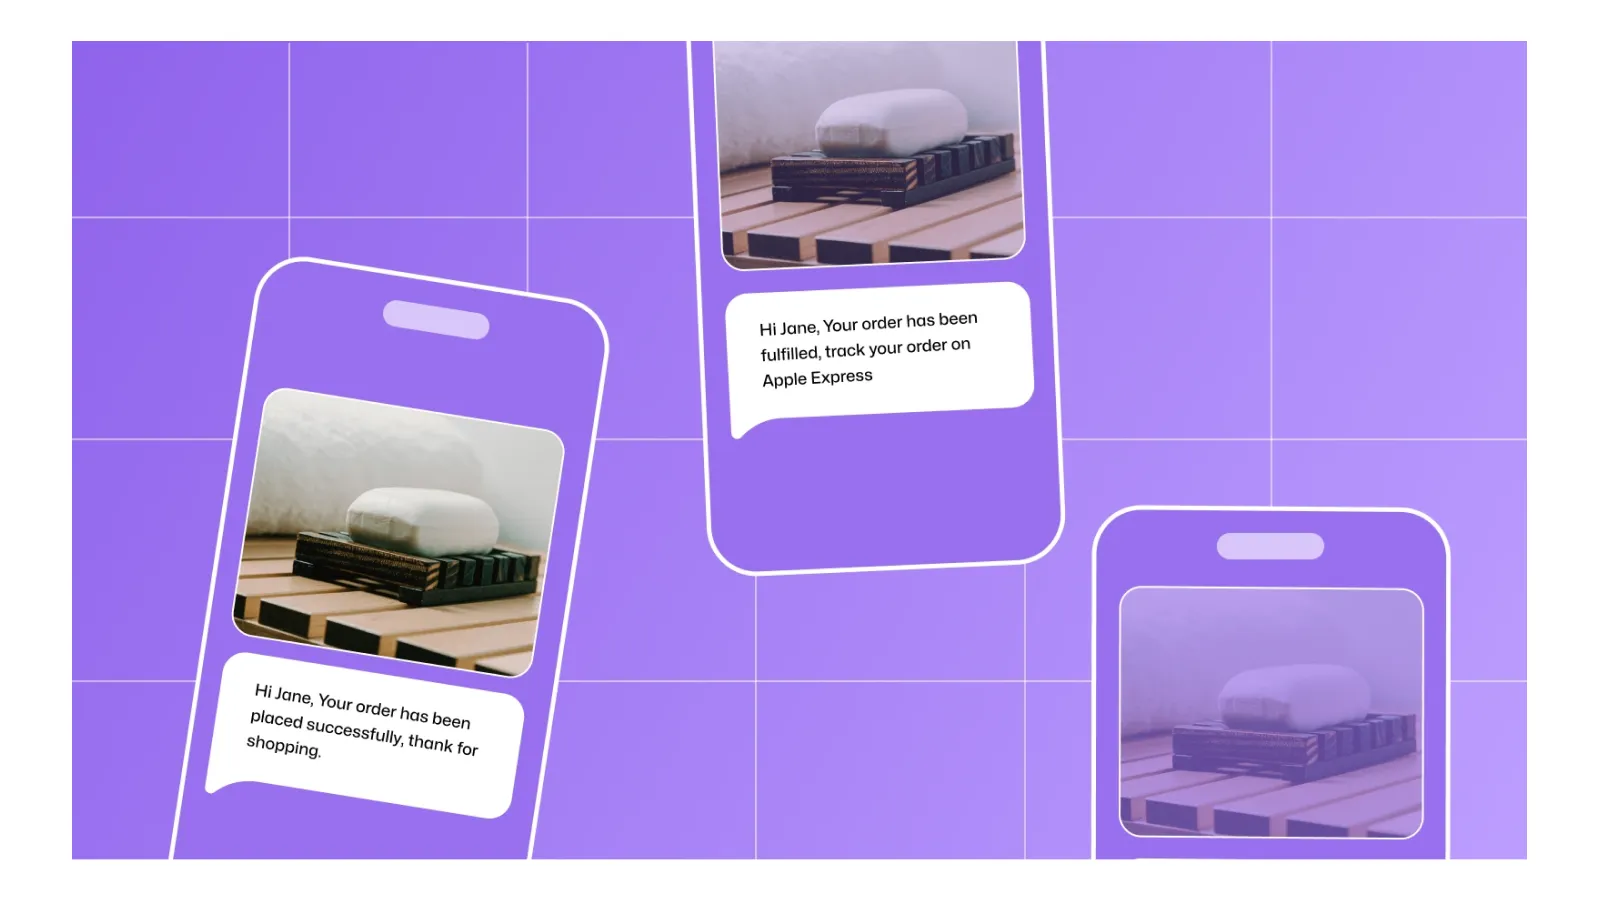 Hi Jane, Your order has been
placed successfully, thank for
shopping.
Hi Jane, Your order has been
fulfilled, track your order on
Apple Express